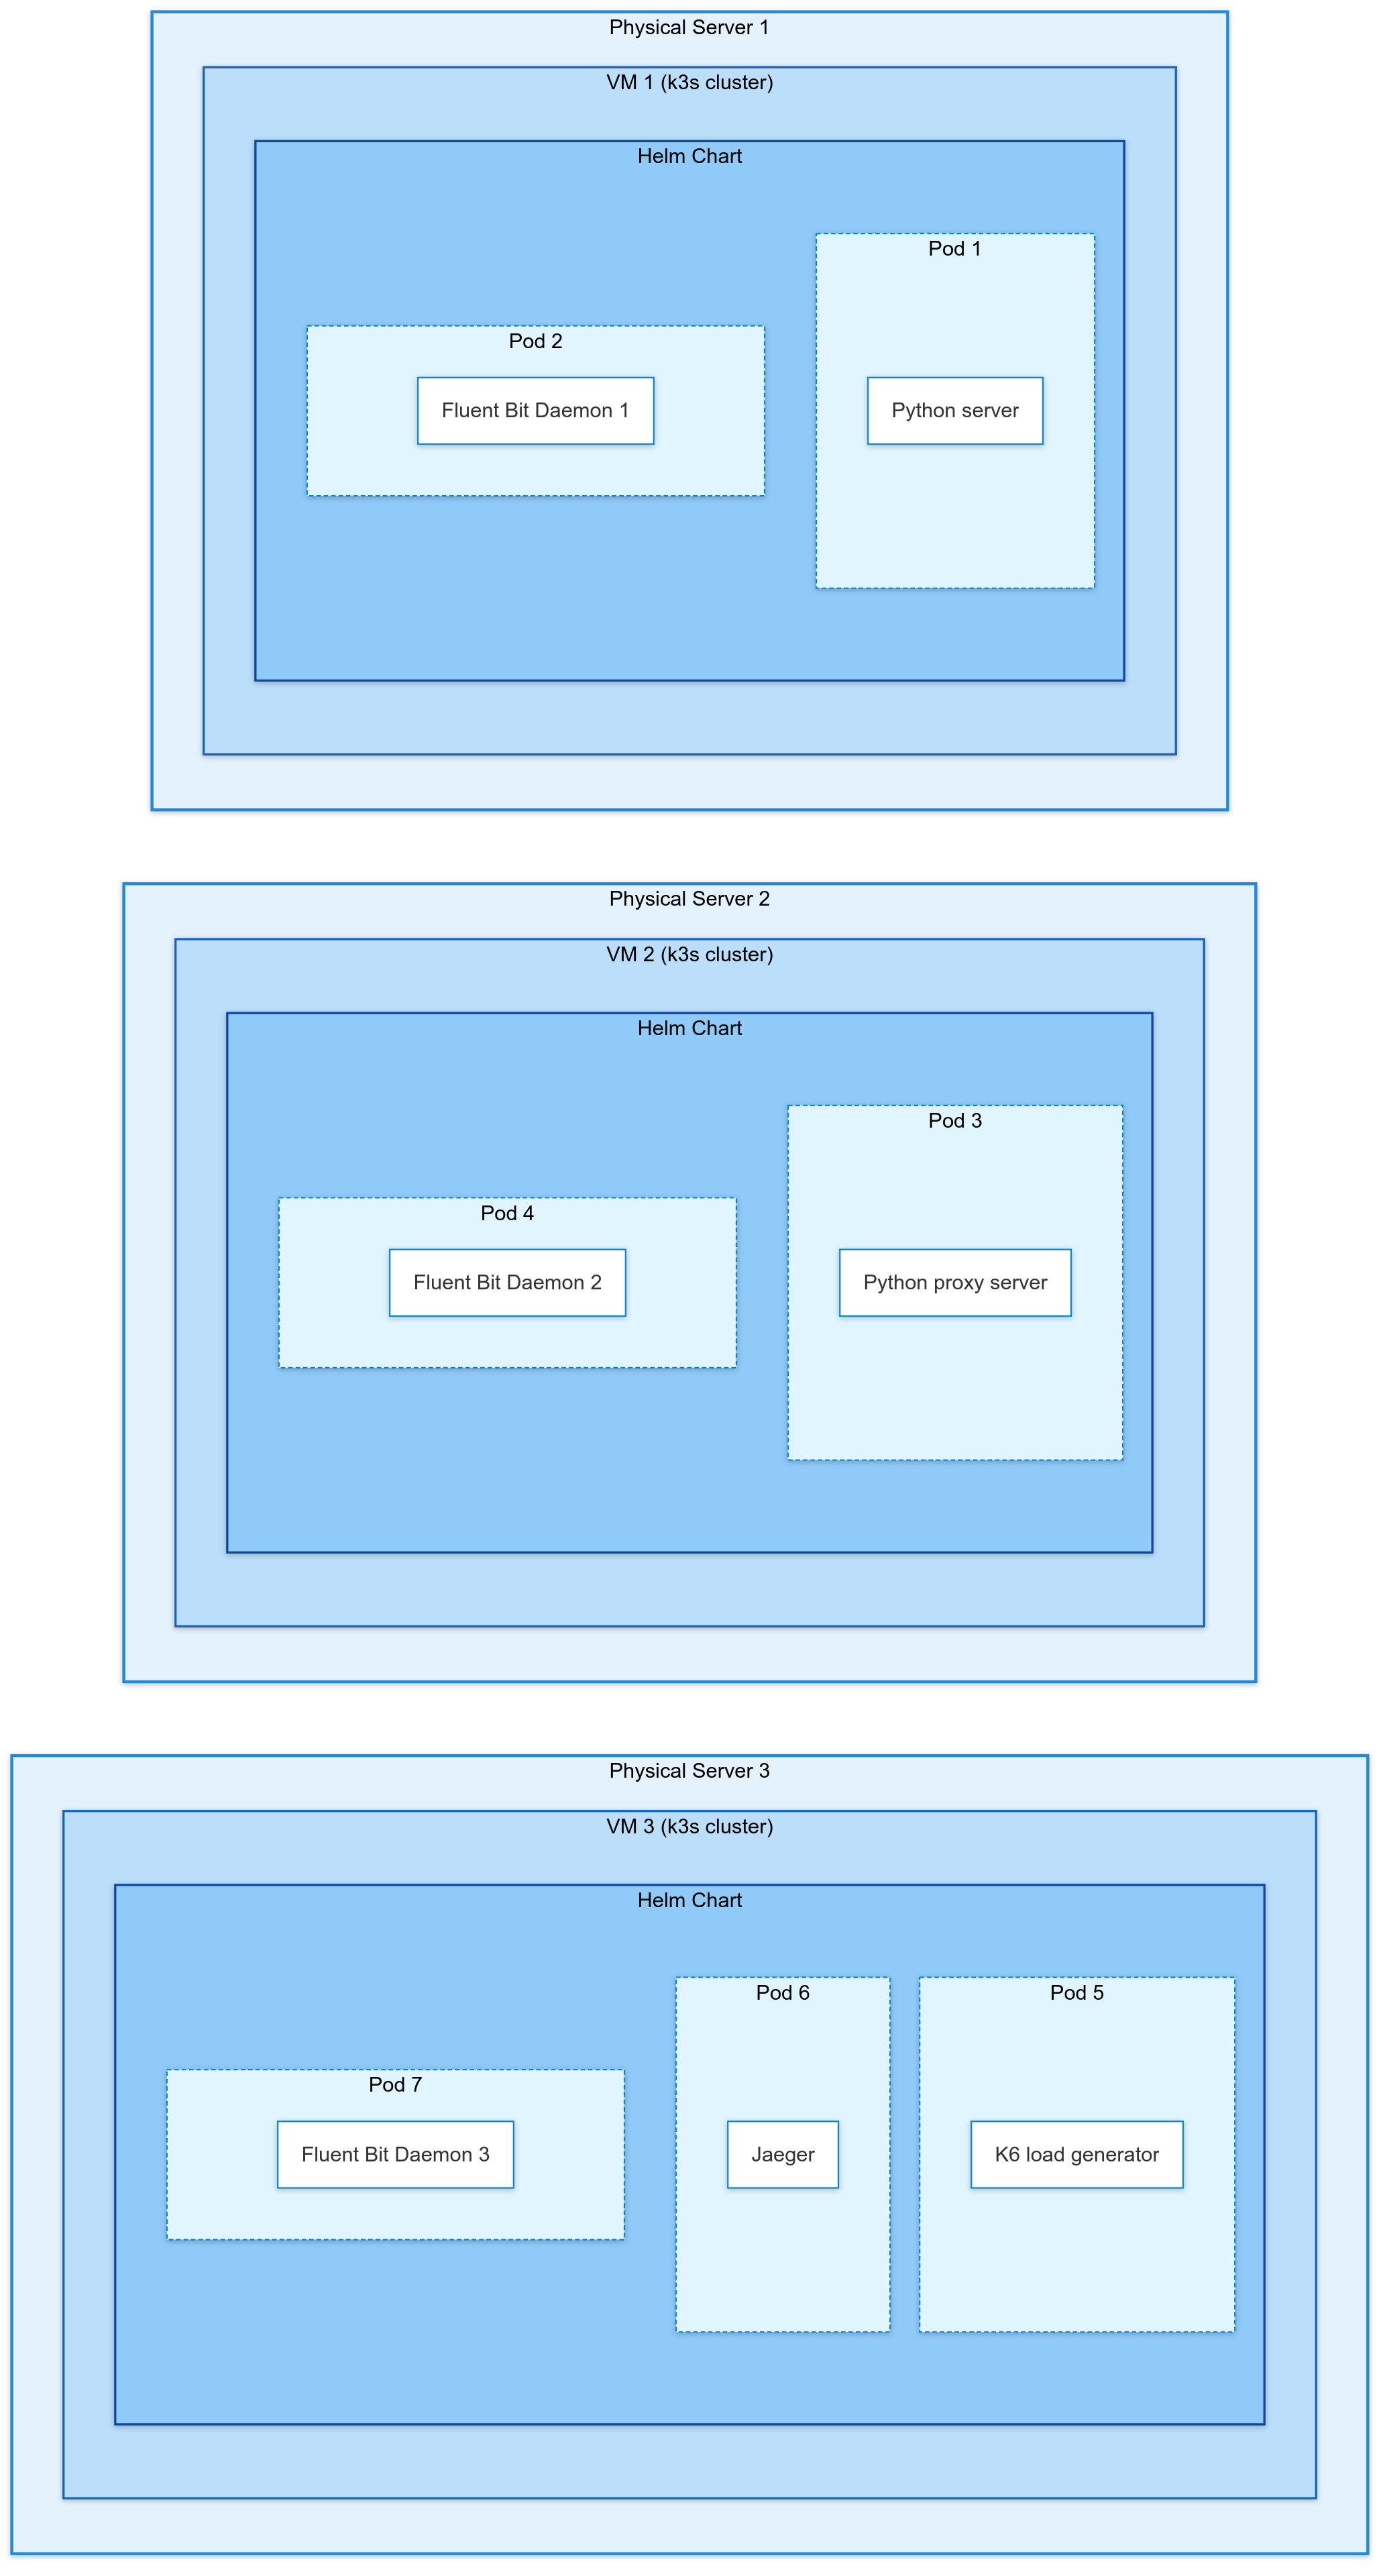 Physical Server 1
VM 1 (k3s cluster)
Helm Chart
Pod 1
Pod 2
Fluent Bit Daemon 1
Python server
Physical Server 2
VM 2 (k3s cluster)
Helm Chart
Pod 3
Pod 4
Fluent Bit Daemon 2
Python proxy server
Physical Server 3
VM 3 (k3s cluster)
Helm Chart
Pod 6
Pod 5
Pod 7
Fluent Bit Daemon 3
Jaeger
K6 load generator